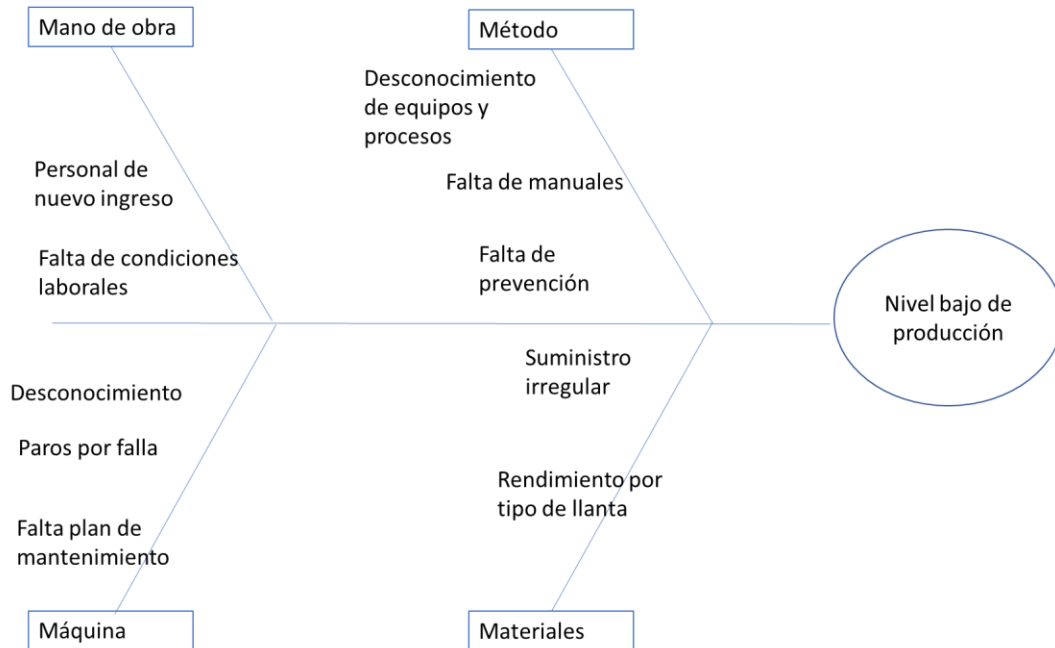 Mano de obra
Método
Desconocimiento
de equipos y
procesos
Personal de
nuevo ingreso
Falta de manuales
Falta de condiciones
laborales
Falta de
prevención
Nivel bajo de
producción
Suministro
irregular
Desconocimiento
Paros por falla
Rendimiento por
tipo de llanta
Falta plan de
mantenimiento
Máquina
Materiales